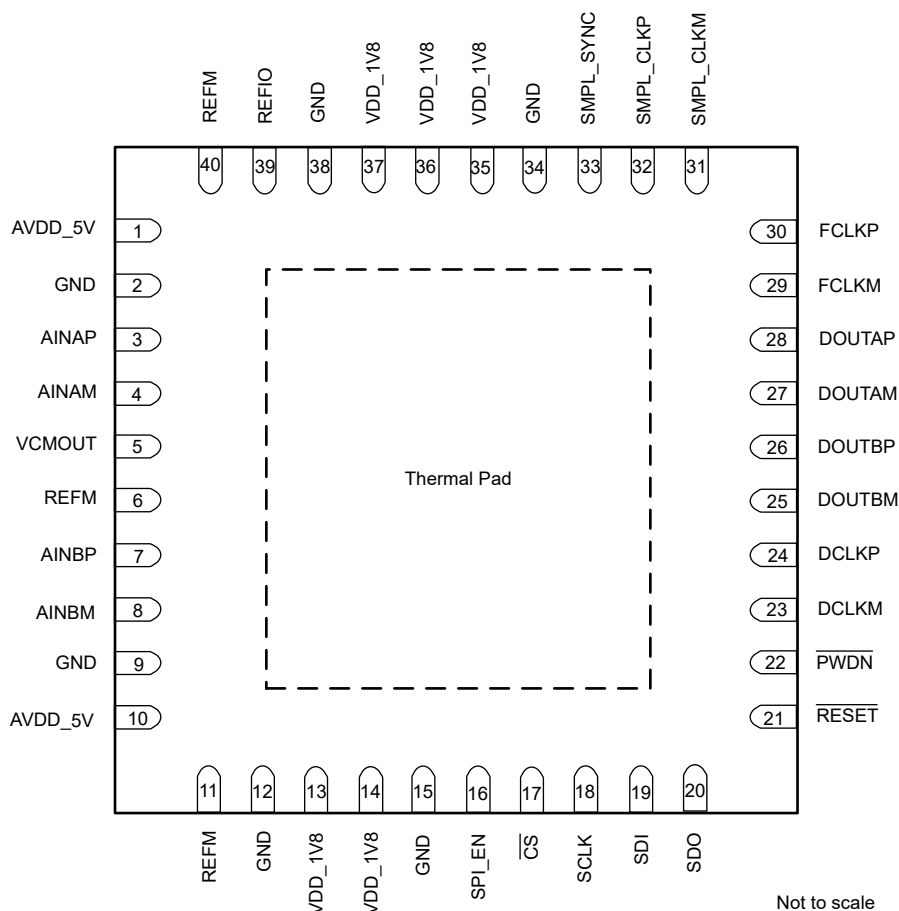 REFM
REFIO
GND
VDD_1V8
VDD_1V8
VDD_1V8
GND
SMPL_SYNC
SMPL_CLKP
SMPL_CLKM
40
39
38
37
36
35
34
33
32
31
AVDD_5V 1
GND 2
AINAP 3
AINAM 4
VCMOUT 5
REFM 6
AINBP 7
AINBM 8
GND 9
AVDD_5V 10
Thermal Pad
30 FCLKP
29 FCLKM
28 DOUTAP
27 DOUTAM
26 DOUTBP
25 DOUTBM
24 DCLKP
23 DCLKM
22 PWDN
21 RESET
11
12
13
14
15
16
17
18
19
20
REFM
GND
VDD_1V8
VDD_1V8
GND
SPI_EN
CS
SCLK
SDI
SDO
Not to scale